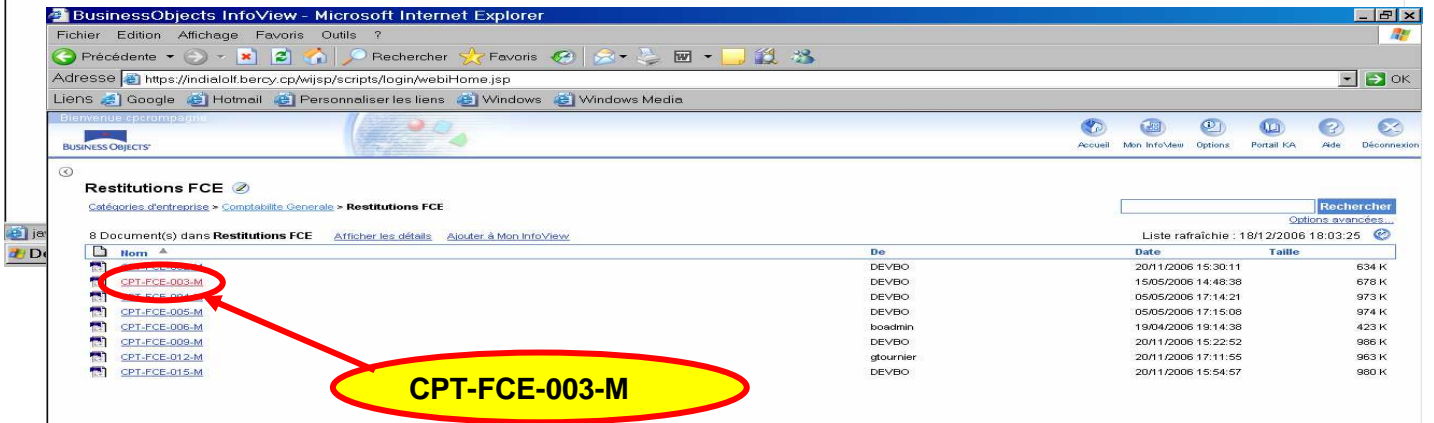 BusinessObjects InfoView - Microsoft Internet Explorer
Fichier Edition Affichage Favoris Outils ?
Précédente Rechercher Favoris
Adresse https://indialolf.bercy.cp/wijsp/scripts/login/webiHome.jsp OK
Liens Google Hotmail Personnaliser les liens Windows Windows Media
Bienvenue cpcrompagne
BUSINESS OBJECTS
Accueil Mon InfoView Options Portail KA Aide Déconnexion
Restitutions FCE
Catégories d'entreprise > Comptabilite Generale > Restitutions FCE
Rechercher
Options avancées...
8 Document(s) dans Restitutions FCE Afficher les détails Ajouter à Mon InfoView Liste rafraîchie : 18/12/2006 18:03:25
Nom De Date Taille
DEVBO 20/11/2006 15:30:11 634 K
CPT-FCE-003-M DEVBO 15/05/2006 14:48:38 678 K
DEVBO 05/05/2006 17:14:21 973 K
CPT-FCE-005-M DEVBO 05/05/2006 17:15:08 974 K
CPT-FCE-006-M boadmin 19/04/2006 19:14:38 423 K
CPT-FCE-009-M DEVBO 20/11/2006 15:22:52 986 K
CPT-FCE-012-M gtournier 20/11/2006 17:11:55 963 K
CPT-FCE-015-M DEVBO 20/11/2006 15:54:57 980 K
CPT-FCE-003-M